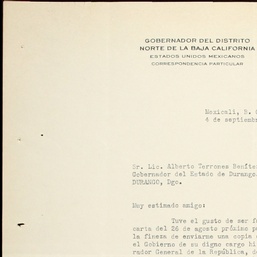 GOBERNADOR DEL DISTRITO
NORTE DE LA BAJA CALIFORNIA
ESTADOS UNIDOS MEXICANOS
CORRESPONDENCIA PARTICULAR
Mexicali, B.
6 de septiembr
Sr. Lic. Alberto Terrones Benítez
Gobernador del Estado de Durango
DURANGO, Dgo.
Muy estimado amigo:
Tuve el gusto de
carta del 26 de agosto próximo p
la fineza de enviarme una copia
el Gobierno de su digno cargo
rador General de la República,